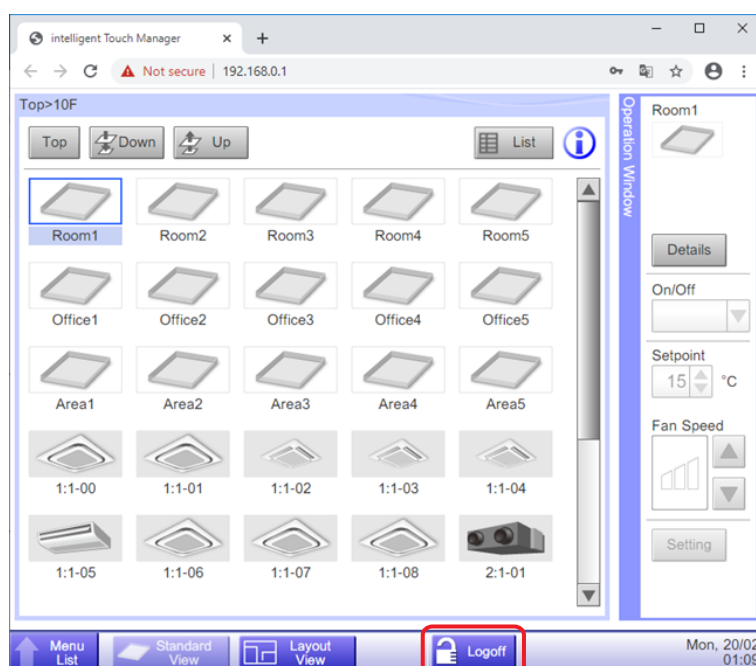 intelligent Touch Manager
Not secure 192.168.0.1
Top>10F
Top Down Up List
Room1 Room2 Room3 Room4 Room5
Office1 Office2 Office3 Office4 Office5
Area1 Area2 Area3 Area4 Area5
1:1-00 1:1-01 1:1-02 1:1-03 1:1-04
1:1-05 1:1-06 1:1-07 1:1-08 2:1-01
Operation Window
Room1
Details
On/Off
Setpoint
15 °C
Fan Speed
Setting
Menu
List
Standard
View
Layout
View
Logoff
Mon, 20/02
01:09